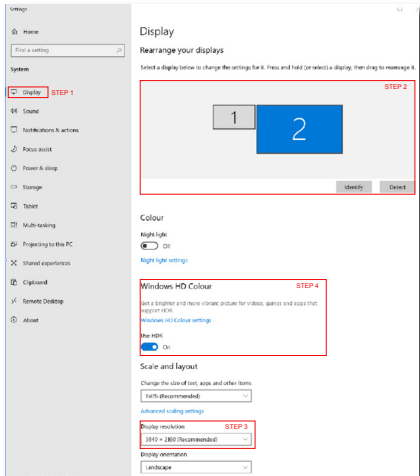 Settings
Home
Find a setting
System
Display STEP 1
Sound
Notifications & actions
Focus assist
Power & sleep
Storage
Tablet
Multi-tasking
Projecting to this PC
Shared experiences
Clipboard
Remote Desktop
About
Display
Rearrange your displays
Select a display below to change the settings for it. Press and hold (or select) a display, then drag to rearrange it.
STEP 2
1 2
Identify Detect
Colour
Night light
Off
Night light settings
Windows HD Colour STEP 4
Get a brighter and more vibrant picture for videos, games and apps that
support HDR.
Windows HD Colour settings
Use HDR
On
Scale and layout
Change the size of text, apps and other items
150% (Recommended)
Advanced scaling settings
Display resolution STEP 3
3840 × 2160 (Recommended)
Display orientation
Landscape